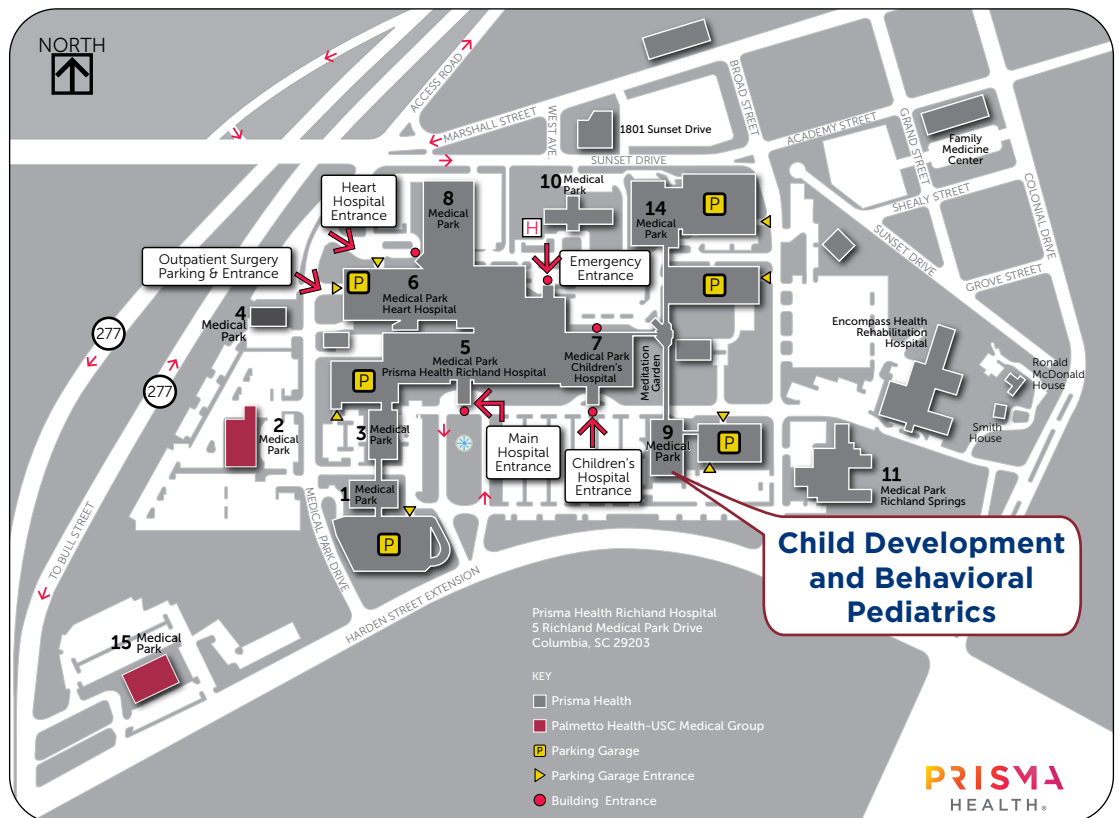 NORTH
ACCESS ROAD
MARSHALL STREET
WEST AVE.
1801 Sunset Drive
BROAD STREET
ACADEMY STREET
GRAND STREET
Family
Medicine
Center
COLONIAL DRIVE
SUNSET DRIVE
SHEALY STREET
SUNSET DRIVE
GROVE STREET
Heart
Hospital
Entrance
8
Medical
Park
10 Medical
Park
H
14
Medical
Park
P
Outpatient Surgery
Parking & Entrance
P
6
Medical Park
Heart Hospital
Emergency
Entrance
P
4
Medical
Park
277
277
5
Medical Park
Prisma Health Richland Hospital
7
Medical Park
Children's
Hospital
Meditation
Garden
Encompass Health
Rehabilitation
Hospital
Ronald
McDonald
House
Smith
House
P
2
Medical
Park
3 Medical
Park
Main
Hospital
Entrance
Children's
Hospital
Entrance
9
Medical
Park
P
11
Medical Park
Richland Springs
1 Medical
Park
P
MEDICAL PARK DRIVE
TO BULL STREET
HARDEN STREET EXTENSION
Child Development
and Behavioral
Pediatrics
15 Medical
Park
Prisma Health Richland Hospital
5 Richland Medical Park Drive
Columbia, SC 29203
KEY
Prisma Health
Palmetto Health-USC Medical Group
P Parking Garage
Parking Garage Entrance
Building Entrance
PRISMA
HEALTH®